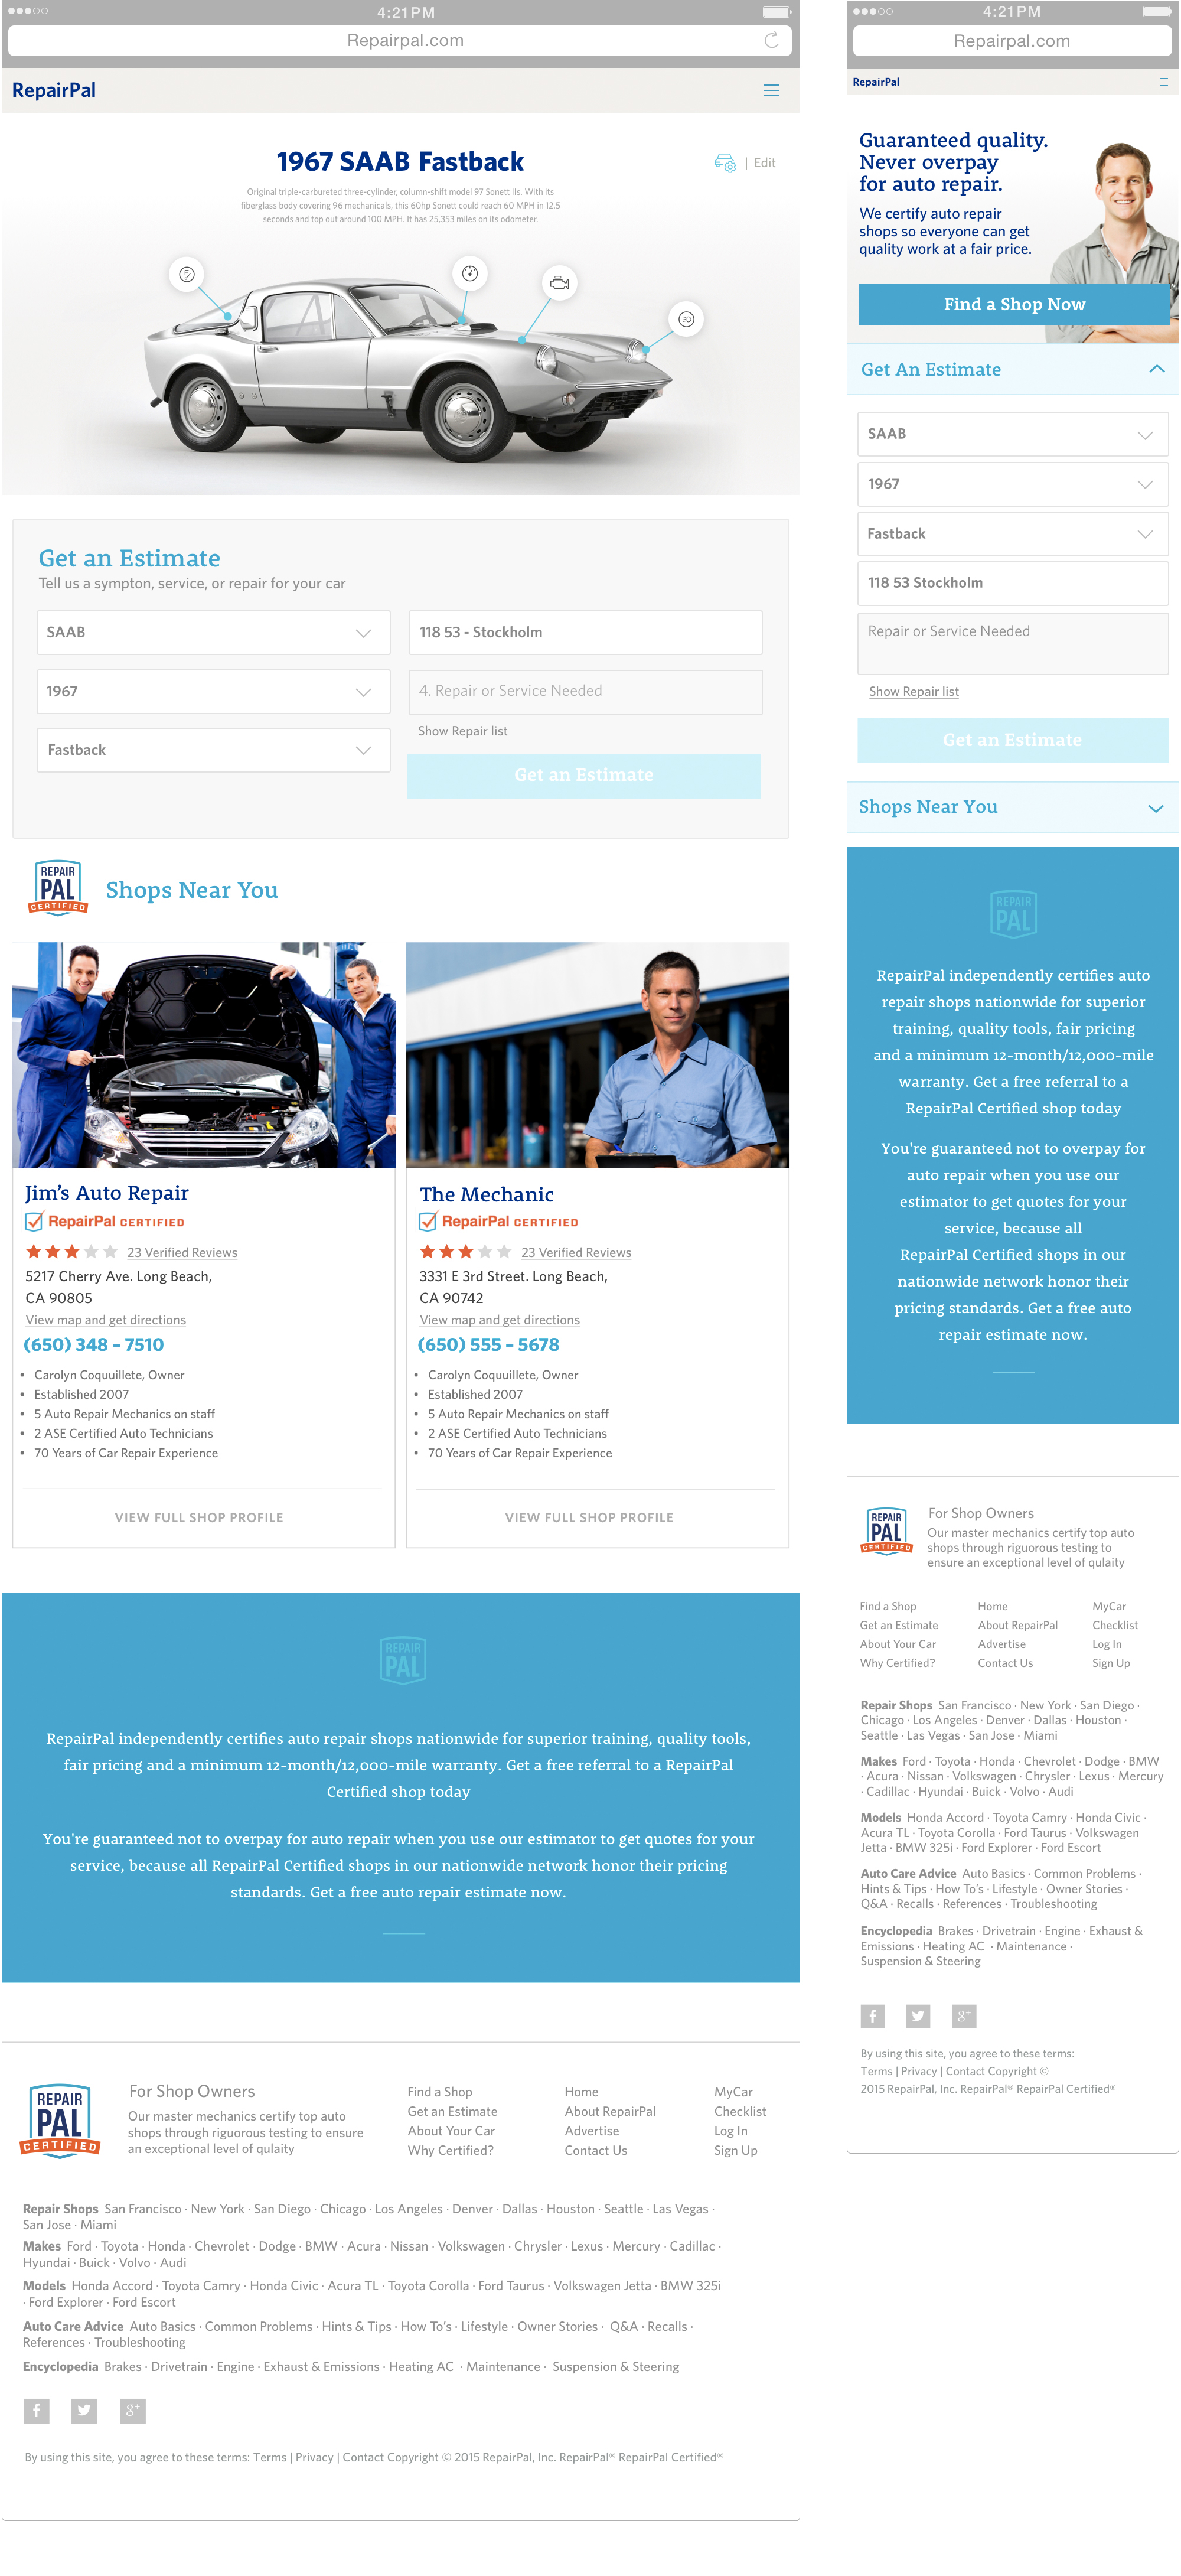 4:21PM
Repairpal.com
RepairPal
1967 SAAB Fastback
| Edit
Original triple-carbureted three-cylinder, column-shift model 97 Sonett IIs. With its
fiberglass body covering 96 mechanicals, this 60hp Sonett could reach 60 MPH in 12.5
seconds and top out around 100 MPH. It has 25,353 miles on its odometer.
Get an Estimate
Tell us a sympton, service, or repair for your car
SAAB
118 53 - Stockholm
1967
4. Repair or Service Needed
Show Repair list
Fastback
Get an Estimate
REPAIR
PAL
CERTIFIED
Shops Near You
Jim’s Auto Repair
RepairPal CERTIFIED
23 Verified Reviews
5217 Cherry Ave. Long Beach,
CA 90805
View map and get directions
(650) 348 – 7510
• Carolyn Coquillete, Owner
• Established 2007
• 5 Auto Repair Mechanics on staff
• 2 ASE Certified Auto Technicians
• 70 Years of Car Repair Experience
VIEW FULL SHOP PROFILE
The Mechanic
RepairPal CERTIFIED
23 Verified Reviews
3331 E 3rd Street. Long Beach,
CA 90742
View map and get directions
(650) 555 – 5678
• Carolyn Coquillete, Owner
• Established 2007
• 5 Auto Repair Mechanics on staff
• 2 ASE Certified Auto Technicians
• 70 Years of Car Repair Experience
VIEW FULL SHOP PROFILE
REPAIR
PAL
RepairPal independently certifies auto repair shops nationwide for superior training, quality tools,
fair pricing and a minimum 12-month/12,000-mile warranty. Get a free referral to a RepairPal
Certified shop today
You're guaranteed not to overpay for auto repair when you use our estimator to get quotes for your
service, because all RepairPal Certified shops in our nationwide network honor their pricing
standards. Get a free auto repair estimate now.
REPAIR
PAL
CERTIFIED
For Shop Owners
Our master mechanics certify top auto
shops through riguorous testing to ensure
an exceptional level of qulaity
Find a Shop
Get an Estimate
About Your Car
Why Certified?
Home
About RepairPal
Advertise
Contact Us
MyCar
Checklist
Log In
Sign Up
Repair Shops San Francisco · New York · San Diego · Chicago · Los Angeles · Denver · Dallas · Houston · Seattle · Las Vegas ·
San Jose · Miami
Makes Ford · Toyota · Honda · Chevrolet · Dodge · BMW · Acura · Nissan · Volkswagen · Chrysler · Lexus · Mercury · Cadillac ·
Hyundai · Buick · Volvo · Audi
Models Honda Accord · Toyota Camry · Honda Civic · Acura TL · Toyota Corolla · Ford Taurus · Volkswagen Jetta · BMW 325i
· Ford Explorer · Ford Escort
Auto Care Advice Auto Basics · Common Problems · Hints & Tips · How To’s · Lifestyle · Owner Stories · Q&A · Recalls ·
References · Troubleshooting
Encyclopedia Brakes · Drivetrain · Engine · Exhaust & Emissions · Heating AC · Maintenance · Suspension & Steering
f
g+
By using this site, you agree to these terms: Terms | Privacy | Contact Copyright © 2015 RepairPal, Inc. RepairPal® RepairPal Certified®
4:21PM
Repairpal.com
RepairPal
Guaranteed quality.
Never overpay
for auto repair.
We certify auto repair
shops so everyone can get
quality work at a fair price.
Find a Shop Now
Get An Estimate
SAAB
1967
Fastback
118 53 Stockholm
Repair or Service Needed
Show Repair list
Get an Estimate
Shops Near You
REPAIR
PAL
RepairPal independently certifies auto
repair shops nationwide for superior
training, quality tools, fair pricing
and a minimum 12-month/12,000-mile
warranty. Get a free referral to a
RepairPal Certified shop today
You're guaranteed not to overpay for
auto repair when you use our
estimator to get quotes for your
service, because all
RepairPal Certified shops in our
nationwide network honor their
pricing standards. Get a free auto
repair estimate now.
REPAIR
PAL
CERTIFIED
For Shop Owners
Our master mechanics certify top auto
shops through riguorous testing to
ensure an exceptional level of qulaity
Find a Shop
Get an Estimate
About Your Car
Why Certified?
Home
About RepairPal
Advertise
Contact Us
MyCar
Checklist
Log In
Sign Up
Repair Shops San Francisco · New York · San Diego ·
Chicago · Los Angeles · Denver · Dallas · Houston ·
Seattle · Las Vegas · San Jose · Miami
Makes Ford · Toyota · Honda · Chevrolet · Dodge · BMW
· Acura · Nissan · Volkswagen · Chrysler · Lexus · Mercury
· Cadillac · Hyundai · Buick · Volvo · Audi
Models Honda Accord · Toyota Camry · Honda Civic ·
Acura TL · Toyota Corolla · Ford Taurus · Volkswagen
Jetta · BMW 325i · Ford Explorer · Ford Escort
Auto Care Advice Auto Basics · Common Problems ·
Hints & Tips · How To’s · Lifestyle · Owner Stories ·
Q&A · Recalls · References · Troubleshooting
Encyclopedia Brakes · Drivetrain · Engine · Exhaust &
Emissions · Heating AC · Maintenance ·
Suspension & Steering
f
g+
By using this site, you agree to these terms:
Terms | Privacy | Contact Copyright ©
2015 RepairPal, Inc. RepairPal® RepairPal Certified®